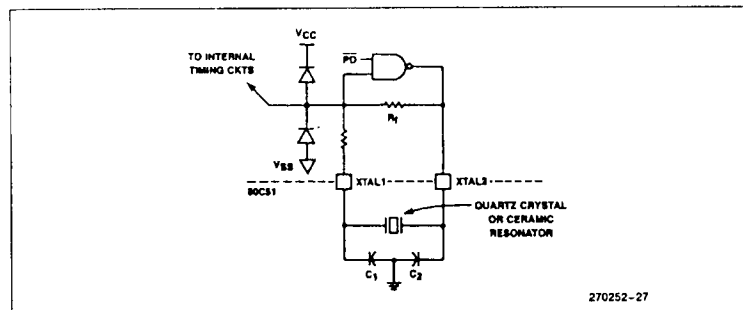 VCC
TO INTERNAL
TIMING CKTS
PD
Rf
VSS
80C51
XTAL1
XTAL2
QUARTZ CRYSTAL
OR CERAMIC
RESONATOR
C1
C2
270252-27